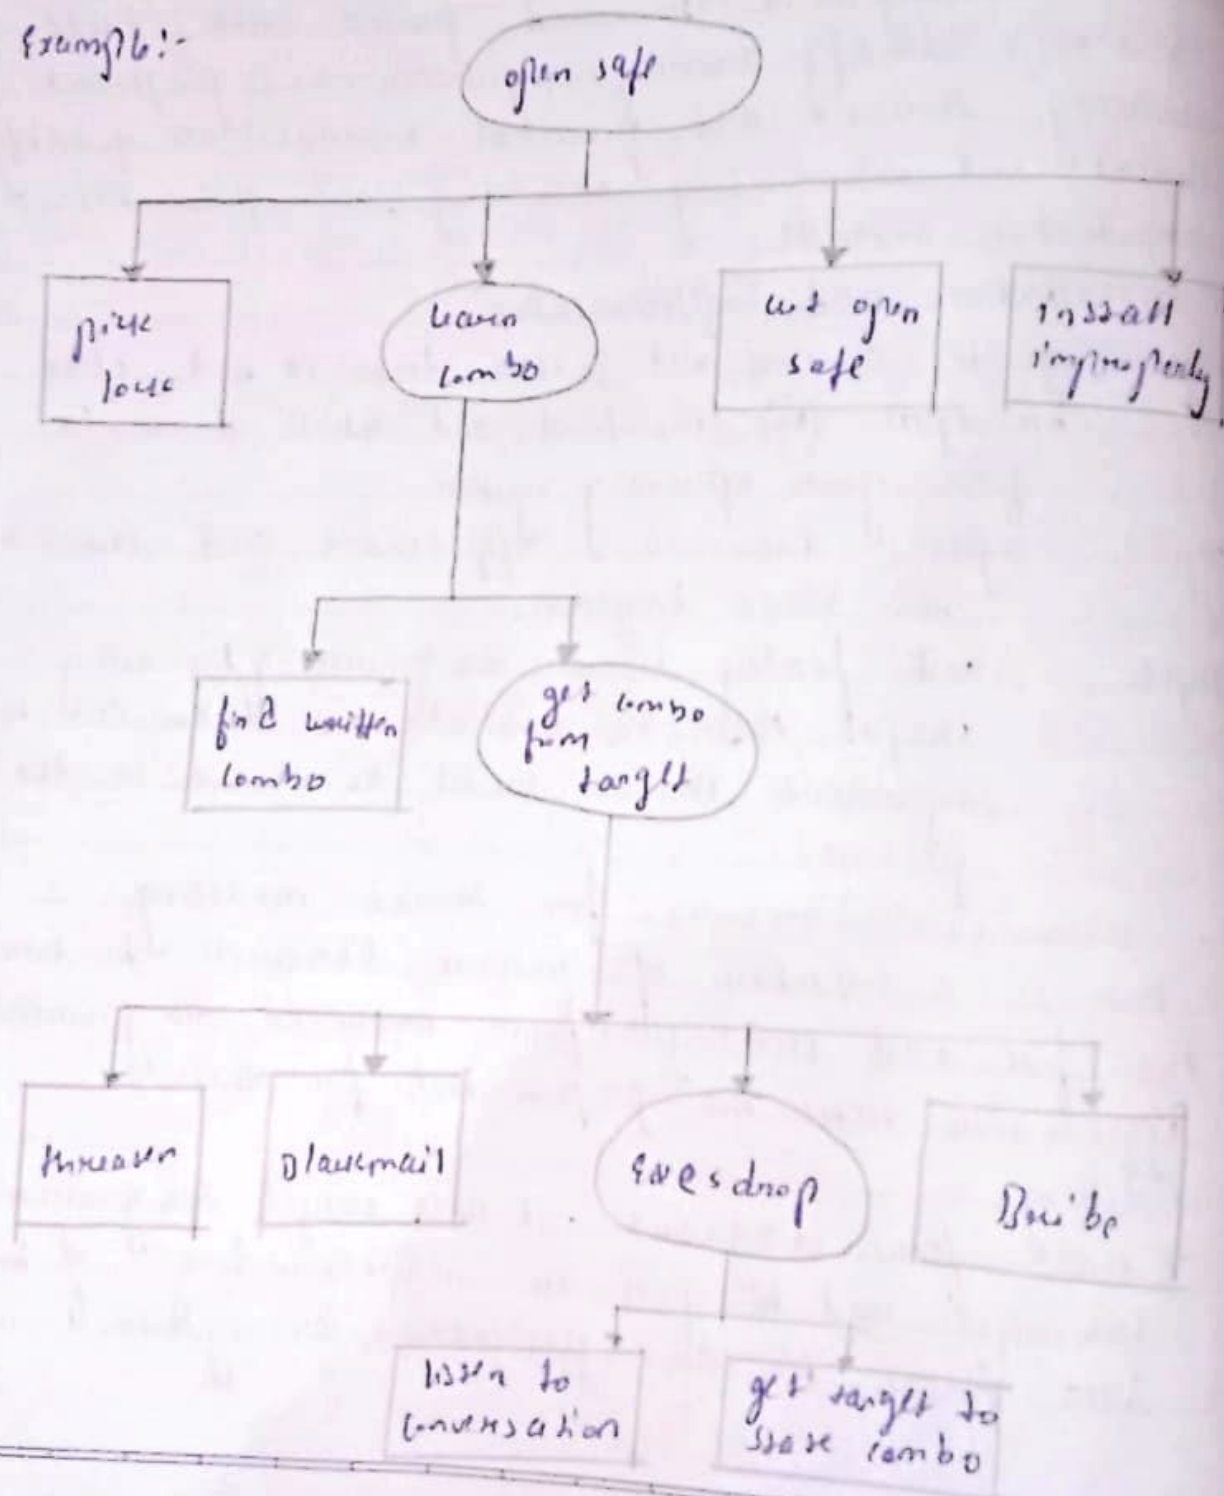 Example:-
open safe
pick
lock
learn
combo
cut open
safe
install
improperly
find written
combo
get combo
from
target
threaten
Blackmail
Eavesdrop
Bribe
listen to
conversation
get target to
state combo